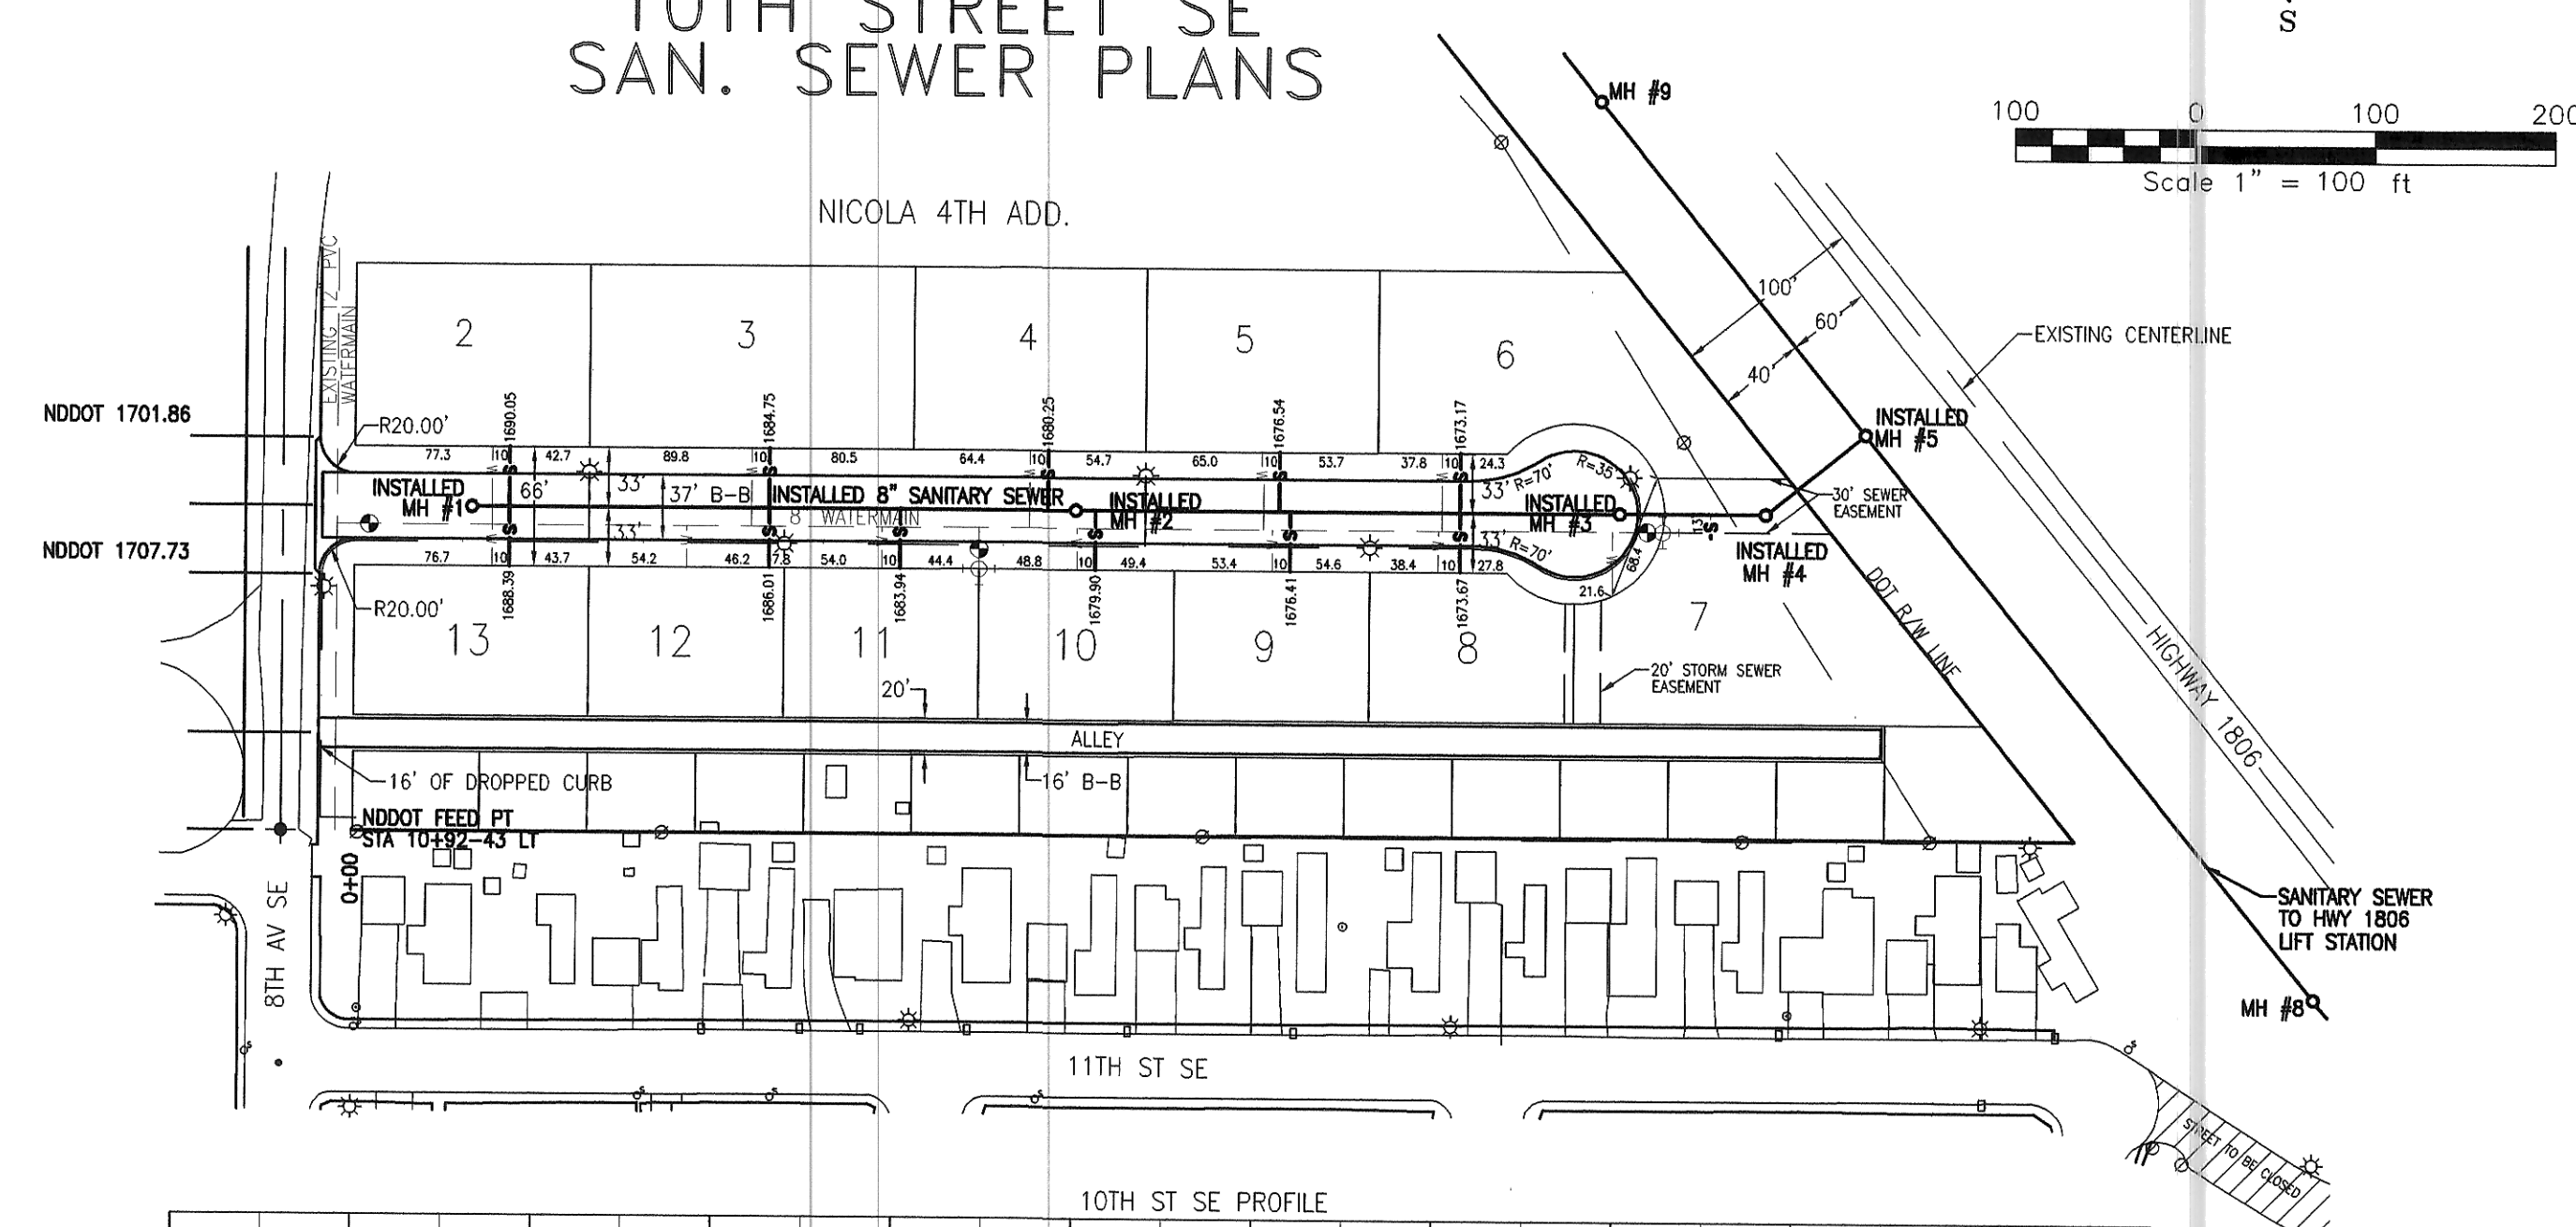 10TH STREET SE
SAN. SEWER PLANS
S
MH #9
100 0 100 200
Scale 1" = 100 ft
NICOLA 4TH ADD.
EXISTING 12" PVC
WATERMAIN
2
3
4
5
6
100'
60'
40'
EXISTING CENTERLINE
NDDOT 1701.86
R20.00'
1690.05
1684.75
1680.25
1676.54
1673.17
INSTALLED
MH #5
77.3 10 42.7 89.8 10 80.5 64.4 10 54.7 65.0 10 53.7 37.8 10 24.3
INSTALLED
MH #1
66'
33'
37' B-B
INSTALLED 8" SANITARY SEWER
8" WATERMAIN
INSTALLED
MH #2
33'
R=70'
R=35'
INSTALLED
MH #3
30' SEWER
EASEMENT
S
S
S
S
S
S
S
S
S
S
S
S
NDDOT 1707.73
33'
33'
R=70'
68.4
21.6
INSTALLED
MH #4
76.7 10 43.7 54.2 46.2 7.8 54.0 10 44.4 48.8 10 49.4 53.4 10 54.6 38.4 10 27.8
1688.39
1686.01
1683.94
1679.90
1676.41
1673.67
R20.00'
13
12
11
10
9
8
7
DOT R/W LINE
HIGHWAY 1806
20' STORM SEWER
EASEMENT
20'
ALLEY
16' OF DROPPED CURB
16' B-B
NDDOT FEED PT
STA 10+92-43 LT
0+00
8TH AV SE
SANITARY SEWER
TO HWY 1806
LIFT STATION
MH #8
11TH ST SE
STREET TO BE CLOSED
10TH ST SE PROFILE